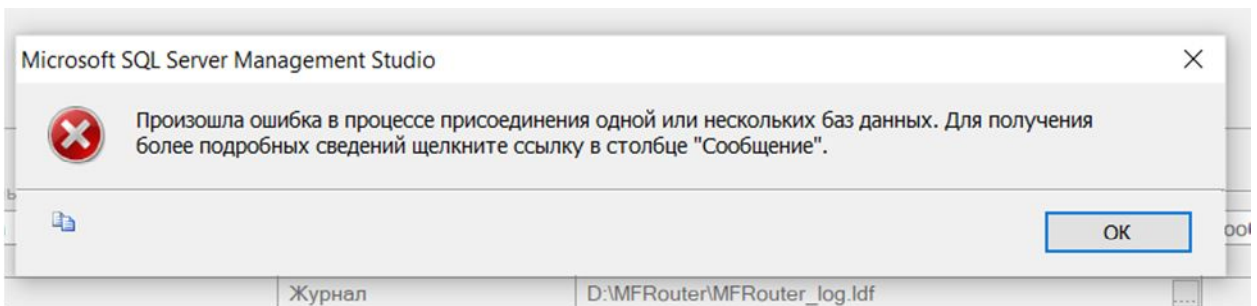 Microsoft SQL Server Management Studio
Произошла ошибка в процессе присоединения одной или нескольких баз данных. Для получения
более подробных сведений щелкните ссылку в столбце "Сообщение".
ОК
Журнал D:\MFRouter\MFRouter_log.ldf